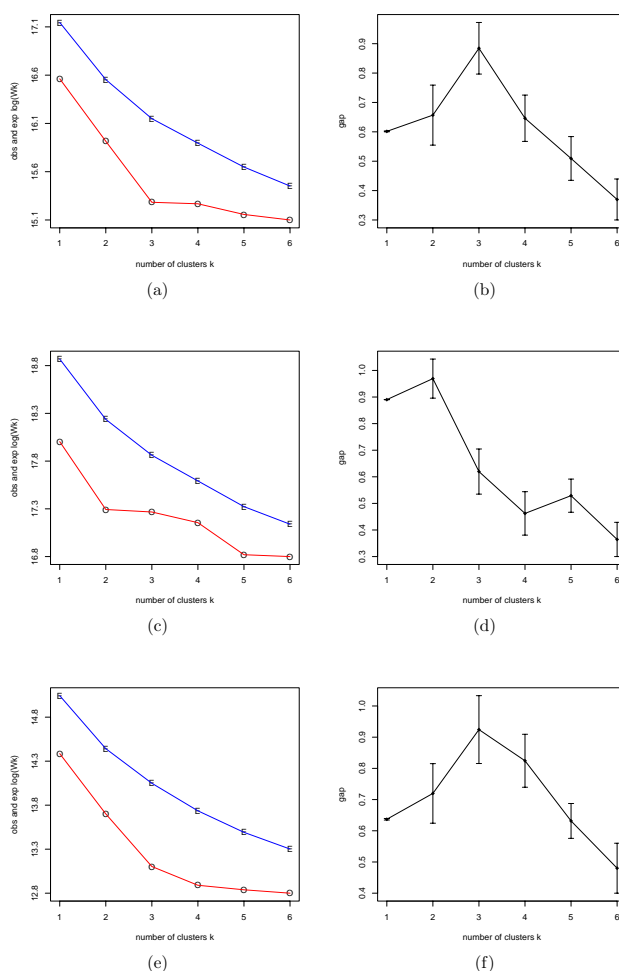 obs and exp log(Wk)
17.1
16.6
16.1
15.6
15.1
E E E E E E
1 2 3 4 5 6
number of clusters k
(a)
gap
0.9
0.8
0.7
0.6
0.5
0.4
0.3
1 2 3 4 5 6
number of clusters k
(b)
obs and exp log(Wk)
18.8
18.3
17.8
17.3
16.8
E E E E E E
1 2 3 4 5 6
number of clusters k
(c)
gap
1.0
0.9
0.8
0.7
0.6
0.5
0.4
0.3
1 2 3 4 5 6
number of clusters k
(d)
obs and exp log(Wk)
14.8
14.3
13.8
13.3
12.8
E E E E E E
1 2 3 4 5 6
number of clusters k
(e)
gap
1.0
0.9
0.8
0.7
0.6
0.5
0.4
1 2 3 4 5 6
number of clusters k
(f)